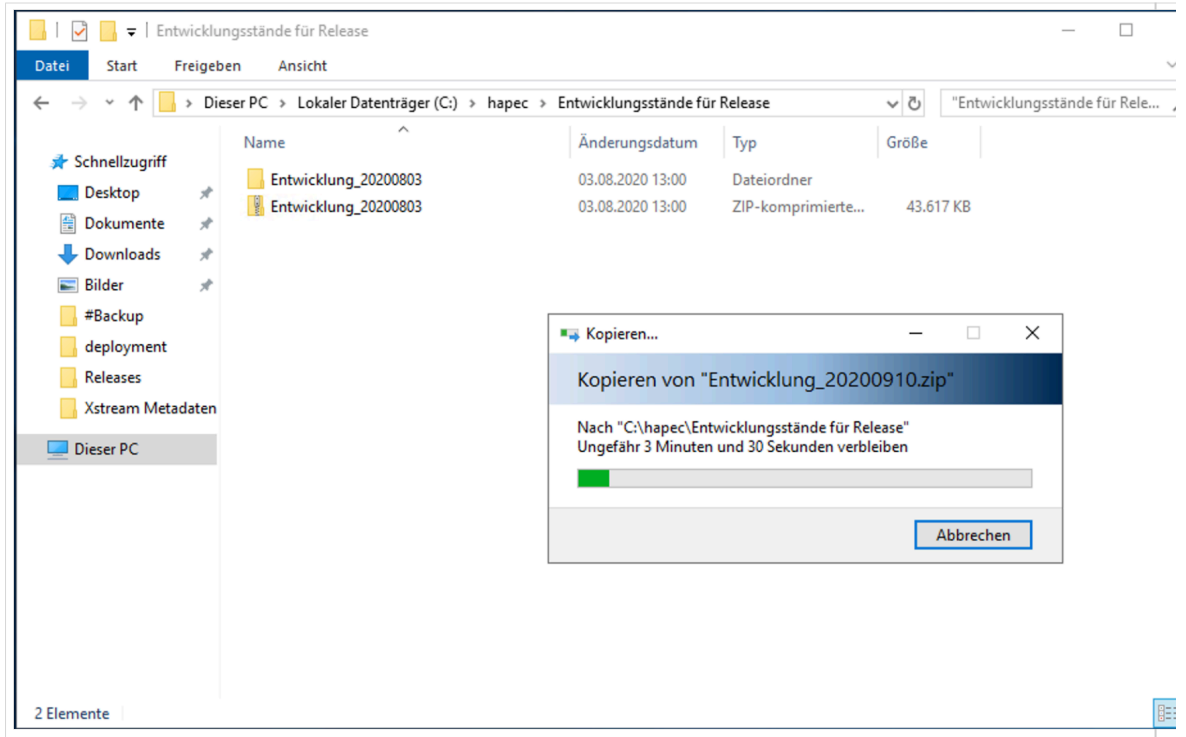 Entwicklungsstände für Release
Datei Start Freigeben Ansicht
Dieser PC > Lokaler Datenträger (C:) > hapec > Entwicklungsstände für Release
"Entwicklungsstände für Rele...
Name Änderungsdatum Typ Größe
Entwicklung_20200803 03.08.2020 13:00 Dateiordner
Entwicklung_20200803 03.08.2020 13:00 ZIP-komprimierte... 43.617 KB
Schnellzugriff
Desktop
Dokumente
Downloads
Bilder
#Backup
deployment
Releases
Xstream Metadaten
Dieser PC
Kopieren...
Kopieren von "Entwicklung_20200910.zip"
Nach "C:\hapec\Entwicklungsstände für Release"
Ungefähr 3 Minuten und 30 Sekunden verbleiben
Abbrechen
2 Elemente